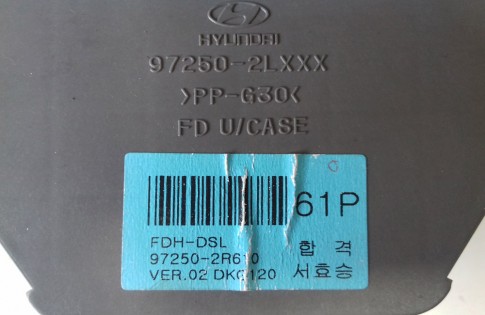 HYUNDAI
97250-2LXXX
>PP-G30<
FD U/CASE
61P
FDH-DSL 합 격
97250-2R610
VER.02 DKC120 서효승